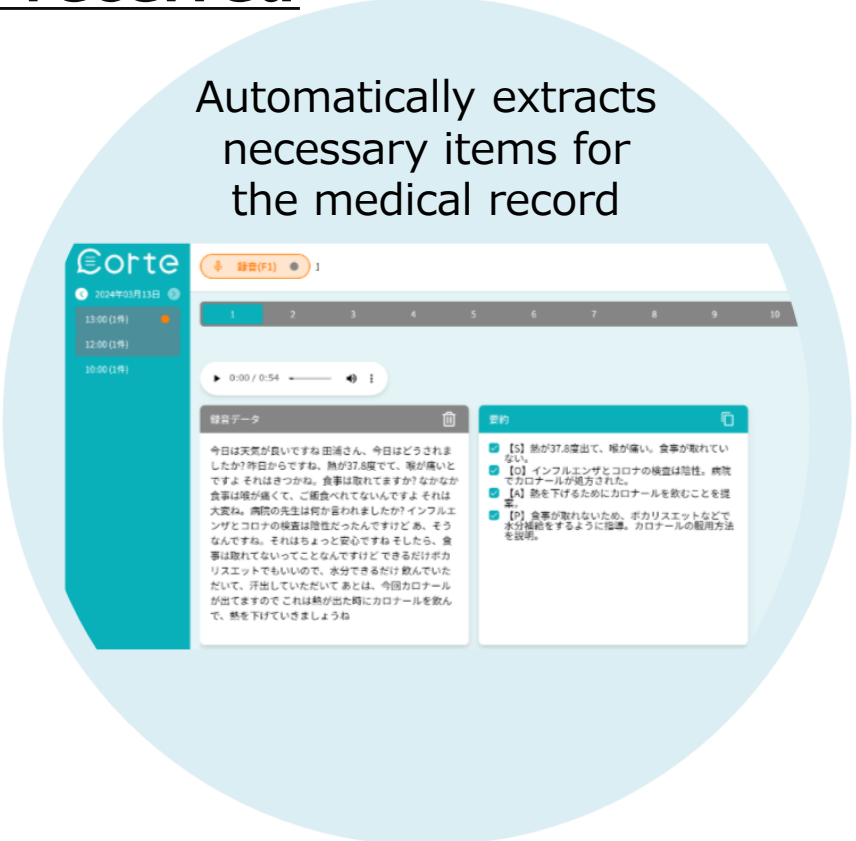 Automatically extracts
necessary items for
the medical record
Corte
録音(F1)
1
2024年03月13日
13:00 (1件)
12:00 (1件)
10:00 (1件)
1 2 3 4 5 6 7 8 9 10
0:00 / 0:54
録音データ
今日は天気が良いですね 田浦さん、今日はどうされま
したか? 昨日からですね、熱が37.8度でて、喉が痛いと
ですよ それはきつかね。食事は取れてますか? なかなか
食事は喉が痛くて、ご飯食べれてないんですよ それは
大変ね。病院の先生は何か言われましたか? インフルエ
ンザとコロナの検査は陰性だったんですけど あ、そう
なんですね。それはちょっと安心ですね そしたら、食
事は取れてないってことなんですけど できるだけポカ
リスエットでもいいので、水分できるだけ 飲んでいた
だいて、汗出していただいて あとは、今回カロナール
が出てますので これは熱が出た時にカロナールを飲ん
で、熱を下げていきましょうね
要約
【S】熱が37.8度出て、喉が痛い。食事が取れてい
ない。
【O】インフルエンザとコロナの検査は陰性。病院
でカロナールが処方された。
【A】熱を下げるためにカロナールを飲むことを提
案。
【P】食事が取れないため、ポカリスエットなどで
水分補給をするように指導。カロナールの服用方法
を説明。